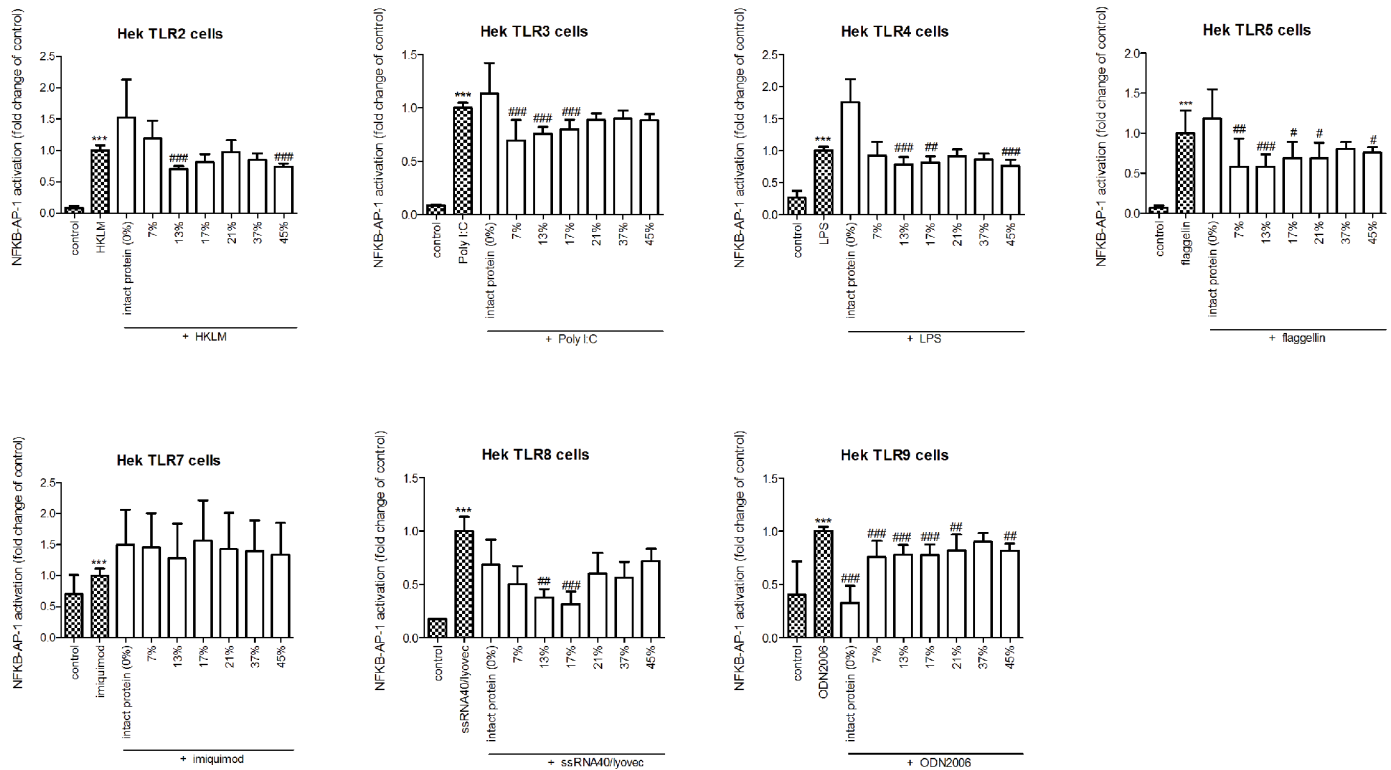 Hek TLR2 cells
NFKB-AP-1 activation (fold change of control)
2.5
2.0
1.5
1.0
0.5
0.0
***
###
###
control
HKLM
intact protein (0%)
7%
13%
17%
21%
37%
45%
+ HKLM
Hek TLR3 cells
NFKB-AP-1 activation (fold change of control)
1.5
1.0
0.5
0.0
***
###
###
###
control
Poly I:C
intact protein (0%)
7%
13%
17%
21%
37%
45%
+ Poly I:C
Hek TLR4 cells
NFKB-AP-1 activation (fold change of control)
2.5
2.0
1.5
1.0
0.5
0.0
***
###
##
###
control
LPS
intact protein (0%)
7%
13%
17%
21%
37%
45%
+ LPS
Hek TLR5 cells
NFKB-AP-1 activation (fold change of control)
2.0
1.5
1.0
0.5
0.0
***
##
###
#
#
#
control
flaggelin
intact protein (0%)
7%
13%
17%
21%
37%
45%
+ flaggellin
Hek TLR7 cells
NFKB-AP-1 activation (fold change of control)
2.5
2.0
1.5
1.0
0.5
0.0
***
control
imiquimod
intact protein (0%)
7%
13%
17%
21%
37%
45%
+ imiquimod
Hek TLR8 cells
NFKB-AP-1 activation (fold change of control)
1.5
1.0
0.5
0.0
***
##
###
control
ssRNA40/lyovec
intact protein (0%)
7%
13%
17%
21%
37%
45%
+ ssRNA40/lyovec
Hek TLR9 cells
NFKB-AP-1 activation (fold change of control)
1.5
1.0
0.5
0.0
***
###
###
###
###
##
##
control
ODN2006
intact protein (0%)
7%
13%
17%
21%
37%
45%
+ ODN2006